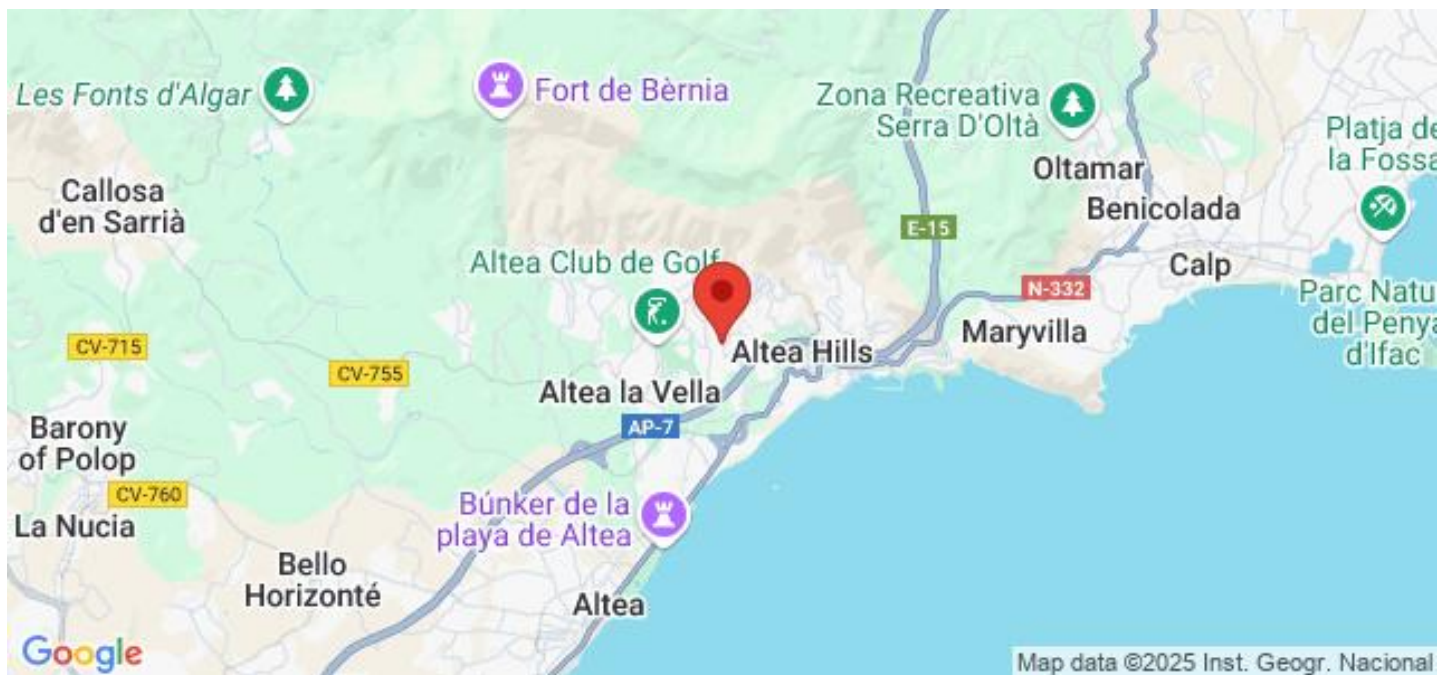 Les Fonts d'Algar
Fort de Bèrnia
Zona Recreativa
Serra D'Oltà
Platja de
la Fossa
Oltamar
Callosa
d'en Sarrià
Benicolada
E-15
Altea Club de Golf
Calp
N-332
Parc Natu
del Penya
d'Ifac
Maryvilla
CV-715
Altea Hills
CV-755
Altea la Vella
AP-7
Barony
of Polop
CV-760
La Nucia
Búnker de la
playa de Altea
Bello
Horizonté
Altea
Google
Map data ©2025 Inst. Geogr. Nacional